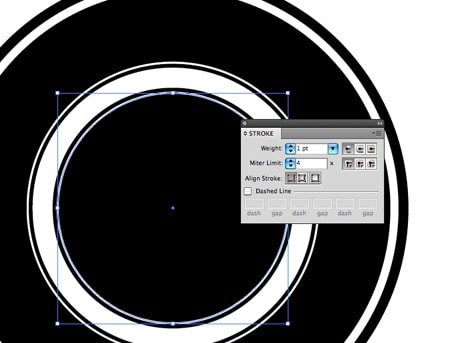 STROKE
Weight: 1 pt
Miter Limit: 4 x
Align Stroke:
Dashed Line
dash gap dash gap dash gap